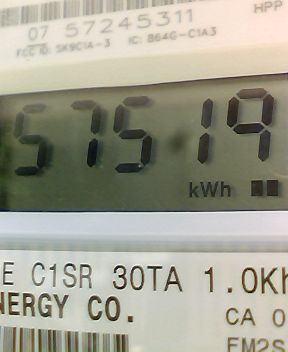 HPP
07 57245311
FCC ID: SK9C1A-3 IC: 864G-C1A3
57519
kWh
E C1SR 30TA 1.0Kh
NERGY CO.
CA 0
FM2S